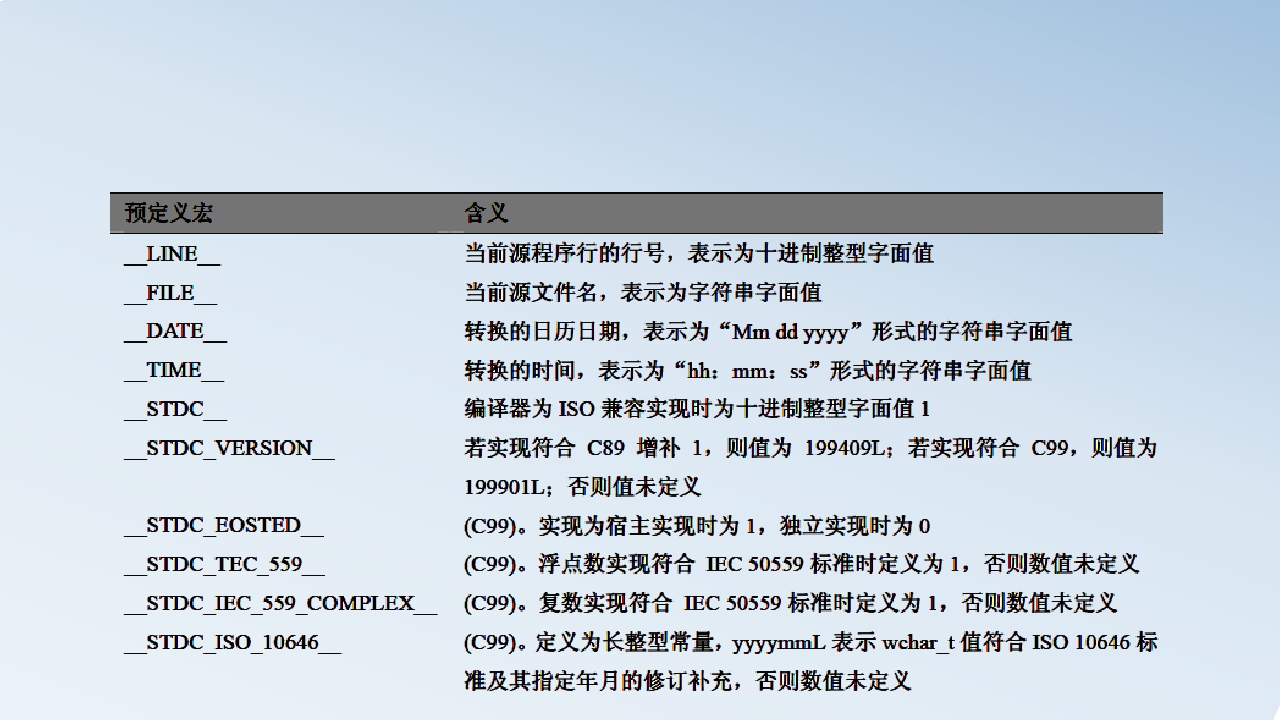 预定义宏 含义
__LINE__ 当前源程序行的行号，表示为十进制整型字面值
__FILE__ 当前源文件名，表示为字符串字面值
__DATE__ 转换的日历日期，表示为“Mm dd yyyy”形式的字符串字面值
__TIME__ 转换的时间，表示为“hh：mm：ss”形式的字符串字面值
__STDC__ 编译器为 ISO 兼容实现时为十进制整型字面值 1
__STDC_VERSION__ 若实现符合 C89 增补 1，则值为 199409L；若实现符合 C99，则值为
199901L；否则值未定义
__STDC_EOSTED__ (C99)。实现为宿主实现时为 1，独立实现时为 0
__STDC_TEC_559__ (C99)。浮点数实现符合 IEC 50559 标准时定义为 1，否则数值未定义
__STDC_IEC_559_COMPLEX__ (C99)。复数实现符合 IEC 50559 标准时定义为 1，否则数值未定义
__STDC_ISO_10646__ (C99)。定义为长整型常量，yyyymmL 表示 wchar_t 值符合 ISO 10646 标
准及其指定年月的修订补充，否则数值未定义